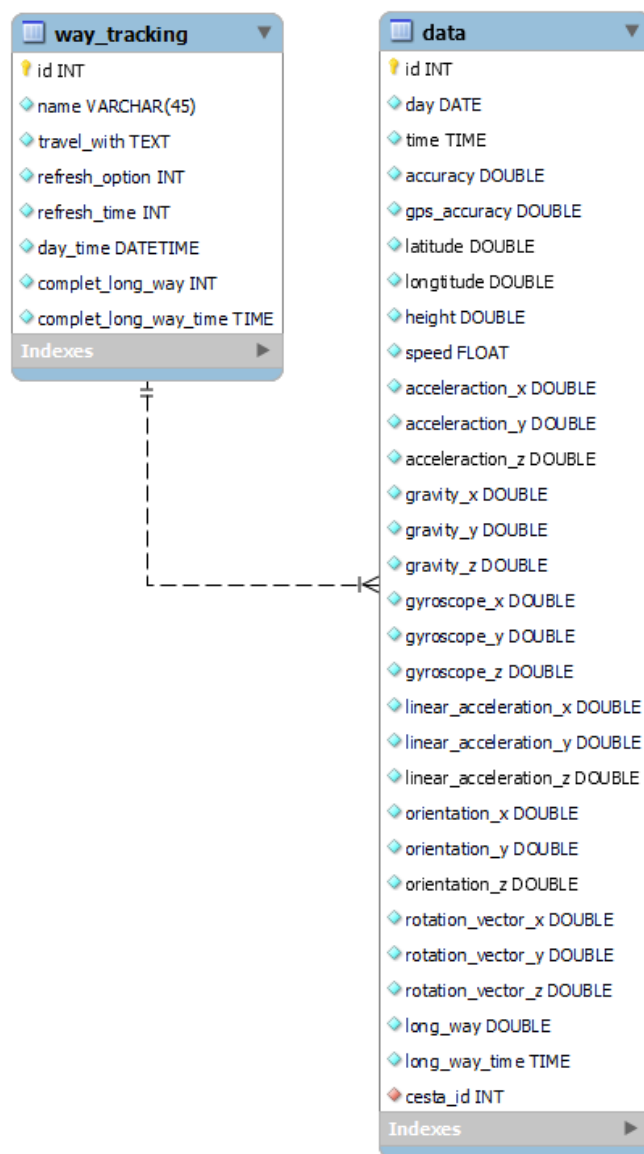 way_tracking
id INT
name VARCHAR(45)
travel_with TEXT
refresh_option INT
refresh_time INT
day_time DATETIME
complet_long_way INT
complet_long_way_time TIME
Indexes
data
id INT
day DATE
time TIME
accuracy DOUBLE
gps_accuracy DOUBLE
latitude DOUBLE
longtitude DOUBLE
height DOUBLE
speed FLOAT
acceleraction_x DOUBLE
acceleraction_y DOUBLE
acceleraction_z DOUBLE
gravity_x DOUBLE
gravity_y DOUBLE
gravity_z DOUBLE
gyroscope_x DOUBLE
gyroscope_y DOUBLE
gyroscope_z DOUBLE
linear_acceleration_x DOUBLE
linear_acceleration_y DOUBLE
linear_acceleration_z DOUBLE
orientation_x DOUBLE
orientation_y DOUBLE
orientation_z DOUBLE
rotation_vector_x DOUBLE
rotation_vector_y DOUBLE
rotation_vector_z DOUBLE
long_way DOUBLE
long_way_time TIME
cesta_id INT
Indexes